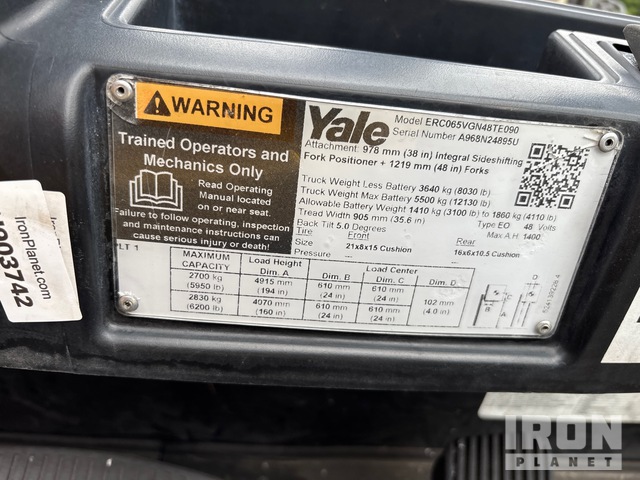 WARNING
Trained Operators and
Mechanics Only
Read Operating
Manual located
on or near seat.
Failure to follow operating, inspection
and maintenance instructions can
cause serious injury or death!
Yale
Model ERC065VGN48TE090
Serial Number A968N24895U
Attachment: 978 mm (38 in) Integral Sideshifting
Fork Positioner + 1219 mm (48 in) Forks
Truck Weight Less Battery 3640 kg (8030 lb)
Truck Weight Max Battery 5500 kg (12130 lb)
Allowable Battery Weight 1410 kg (3100 lb) to 1860 kg (4110 lb)
Tread Width 905 mm (35.6 in) Type EO 48 Volts
Back Tilt 5.0 Degrees Max A.H. 1400
Tire Front Rear
Size 21x8x15 Cushion 16x6x10.5 Cushion
Pressure --- ---
PLT 1
MAXIMUM CAPACITY Load Height Dim. A Load Center Dim. B Dim. C Dim. D
2700 kg (5950 lb) 4915 mm (194 in) 610 mm (24 in) 610 mm (24 in) 102 mm (4.0 in)
2830 kg (6200 lb) 4070 mm (160 in) 610 mm (24 in) 610 mm (24 in)
IronPlanet.com
9003742
IRON
PLANET